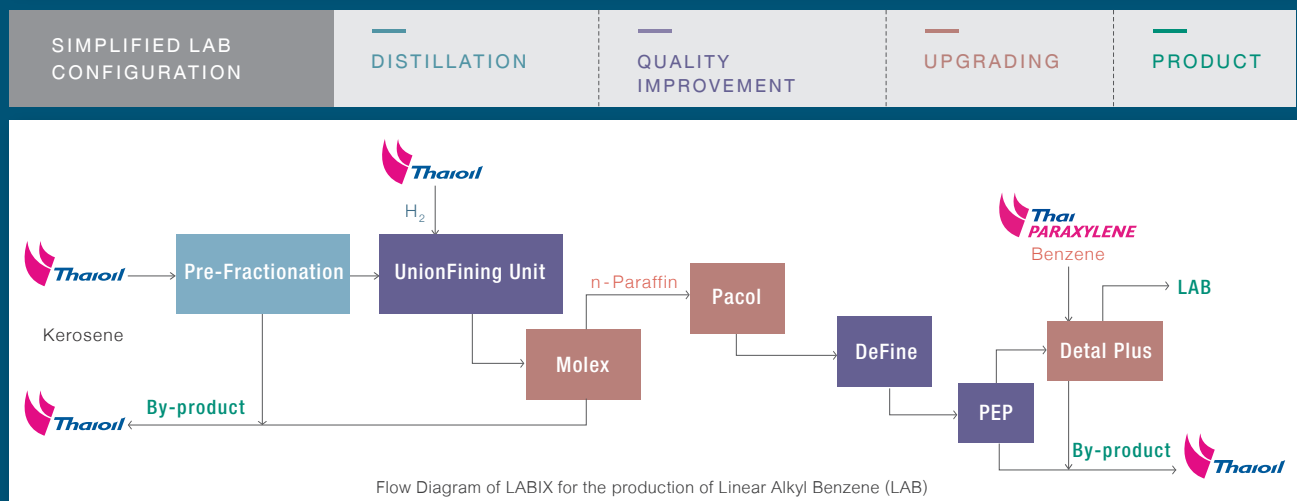 SIMPLIFIED LAB
CONFIGURATION
DISTILLATION
QUALITY
IMPROVEMENT
UPGRADING
PRODUCT
Thaioil
H2
Thai
PARAXYLENE
Benzene
Thaioil
Kerosene
Pre-Fractionation
UnionFining Unit
n-Paraffin
Pacol
LAB
Molex
DeFine
Detal Plus
PEP
Thaioil
By-product
By-product
Thaioil
Flow Diagram of LABIX for the production of Linear Alkyl Benzene (LAB)